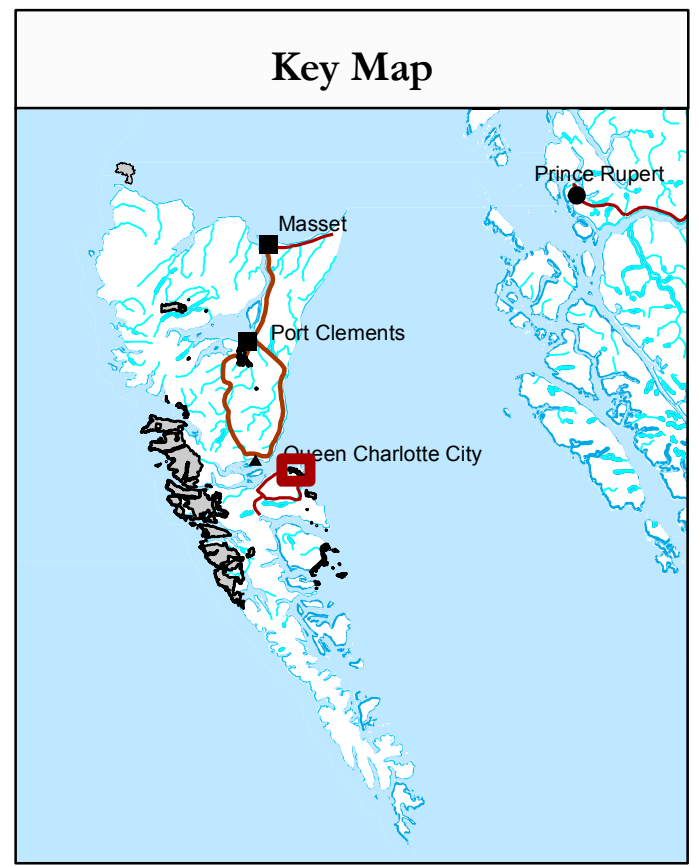 Key Map
Prince Rupert
Masset
Port Clements
Queen Charlotte City